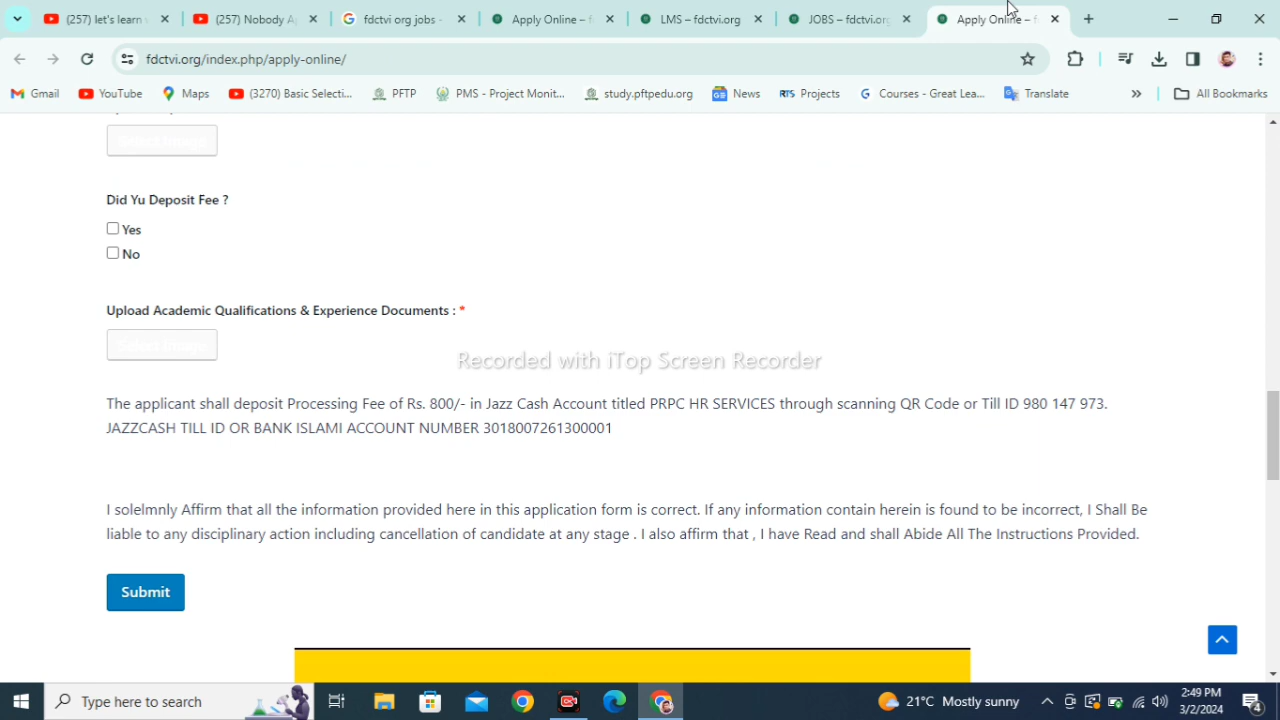 (257) let's learn
(257) Nobody A
fdctvi org jobs -
Apply Online – f
LMS – fdctvi.org
JOBS – fdctvi.org
Apply Online – f
fdctvi.org/index.php/apply-online/
Gmail
YouTube
Maps
(3270) Basic Selecti...
PFTP
PMS - Project Monit...
study.pftpedu.org
News
RTS Projects
Courses - Great Lea...
Translate
All Bookmarks
Select Image
Did Yu Deposit Fee ?
Yes
No
Upload Academic Qualifications & Experience Documents : *
Select Image
Recorded with iTop Screen Recorder
The applicant shall deposit Processing Fee of Rs. 800/- in Jazz Cash Account titled PRPC HR SERVICES through scanning QR Code or Till ID 980 147 973.
JAZZCASH TILL ID OR BANK ISLAMI ACCOUNT NUMBER 3018007261300001
I solelmnly Affirm that all the information provided here in this application form is correct. If any information contain herein is found to be incorrect, I Shall Be
liable to any disciplinary action including cancellation of candidate at any stage . I also affirm that , I have Read and shall Abide All The Instructions Provided.
Submit
Type here to search
21°C Mostly sunny
2:49 PM
3/2/2024
4